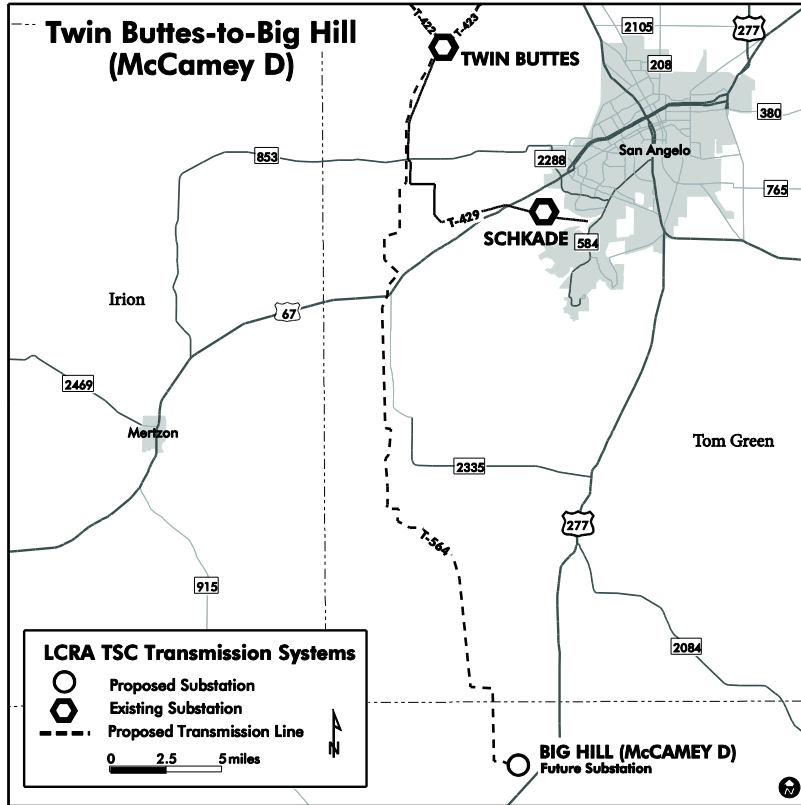 Twin Buttes-to-Big Hill
(McCamey D)
T-422
T-423
TWIN BUTTES
2105
277
208
380
853
2288
San Angelo
765
T-429
SCHKADE
584
Irion
67
2469
Mertzon
Tom Green
2335
277
T-564
915
2084
LCRA TSC Transmission Systems
Proposed Substation
Existing Substation
Proposed Transmission Line
N
0 2.5 5 miles
BIG HILL (McCAMEY D)
Future Substation
N